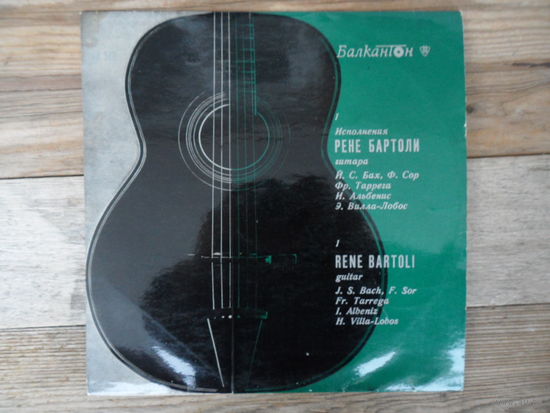 Балкантон
1
Исполнения
РЕНЕ БАРТОЛИ
гитара
Й. С. Бах, Ф. Сор
Фр. Таррега
И. Альбенис
Э. Вилла-Лобос
1
RENE BARTOLI
guitar
J. S. Bach, F. Sor
Fr. Tarrega
I. Albeniz
H. Villa-Lobos